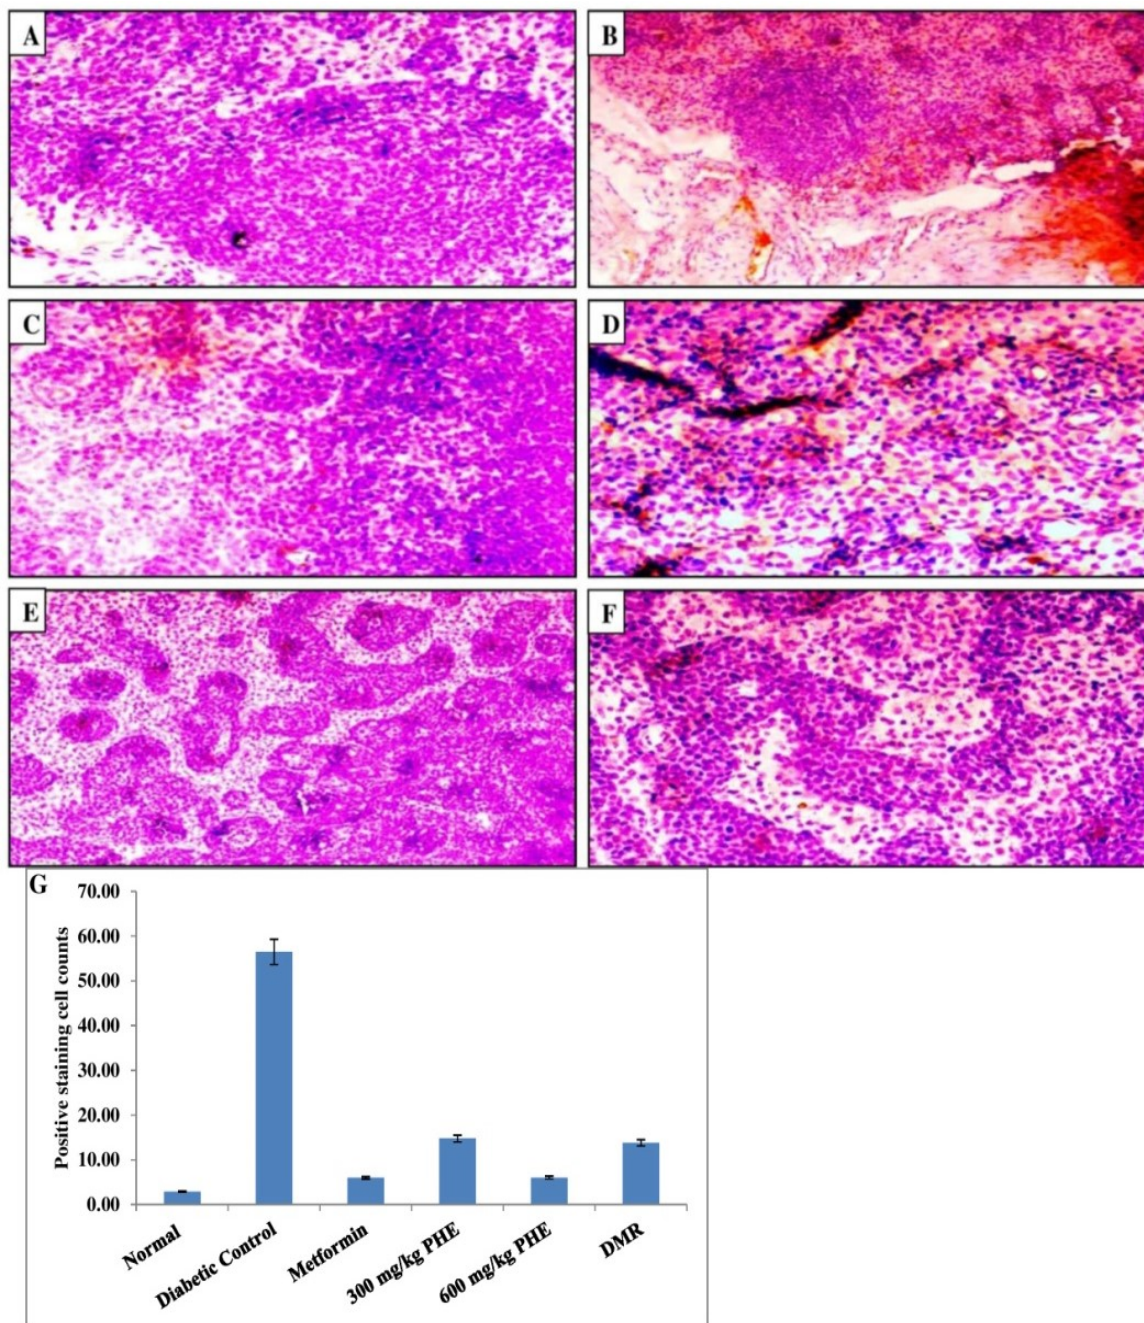 A
B
C
D
E
F
G
Positive staining cell counts
70.00
60.00
50.00
40.00
30.00
20.00
10.00
0.00
Normal
Diabetic Control
Metformin
300 mg/kg PHE
600 mg/kg PHE
DMR